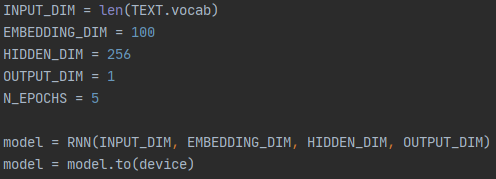 INPUT_DIM = len(TEXT.vocab)
EMBEDDING_DIM = 100
HIDDEN_DIM = 256
OUTPUT_DIM = 1
N_EPOCHS = 5
model = RNN(INPUT_DIM, EMBEDDING_DIM, HIDDEN_DIM, OUTPUT_DIM)
model = model.to(device)